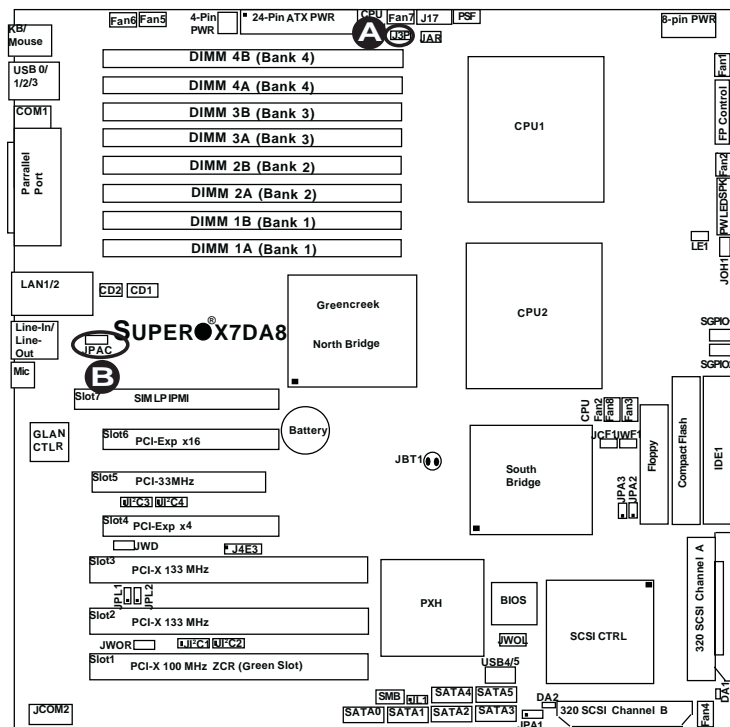 Fan6
Fan5
4-Pin
PWR
24-Pin ATX PWR
CPU
Fan7
J17
PSF
8-pin PWR
KB/
Mouse
A
J3P
JAR
USB 0/
1/2/3
COM1
Parrallel
Port
DIMM 4B (Bank 4)
DIMM 4A (Bank 4)
DIMM 3B (Bank 3)
DIMM 3A (Bank 3)
DIMM 2B (Bank 2)
DIMM 2A (Bank 2)
DIMM 1B (Bank 1)
DIMM 1A (Bank 1)
CPU1
Fan1
FP Control
Fan2
PWLEDSPK
LE1
JOH1
LAN1/2
CD2
CD1
Greencreek
North Bridge
CPU2
SUPER®X7DA8
Line-In/
Line-
Out
JPAC
B
Mic
SGPIO1
SGPIO2
Slot7
SIMLP IPMI
GLAN
CTLR
Slot6
PCI-Exp x16
Battery
CPU
Fan2
Fan8
Fan3
JCF1
JWF1
Floppy
Compact Flash
IDE1
JBT1
South
Bridge
Slot5
PCI-33MHz
JPA3
JPA2
JI²C3
JI²C4
Slot4
PCI-Exp x4
JWD
J4E3
Slot3
PCI-X 133 MHz
JPL1
JPL2
PXH
BIOS
SCSI CTRL
320 SCSI Channel A
Slot2
PCI-X 133 MHz
JWOR
JI²C1
JI²C2
JWOL
Slot1
PCI-X 100 MHz ZCR (Green Slot)
USB4/5
JCOM2
SMB
JL1
SATA4
SATA5
SATA0
SATA1
SATA2
SATA3
DA2
JPA1
320 SCSI Channel B
Fan4
DA1